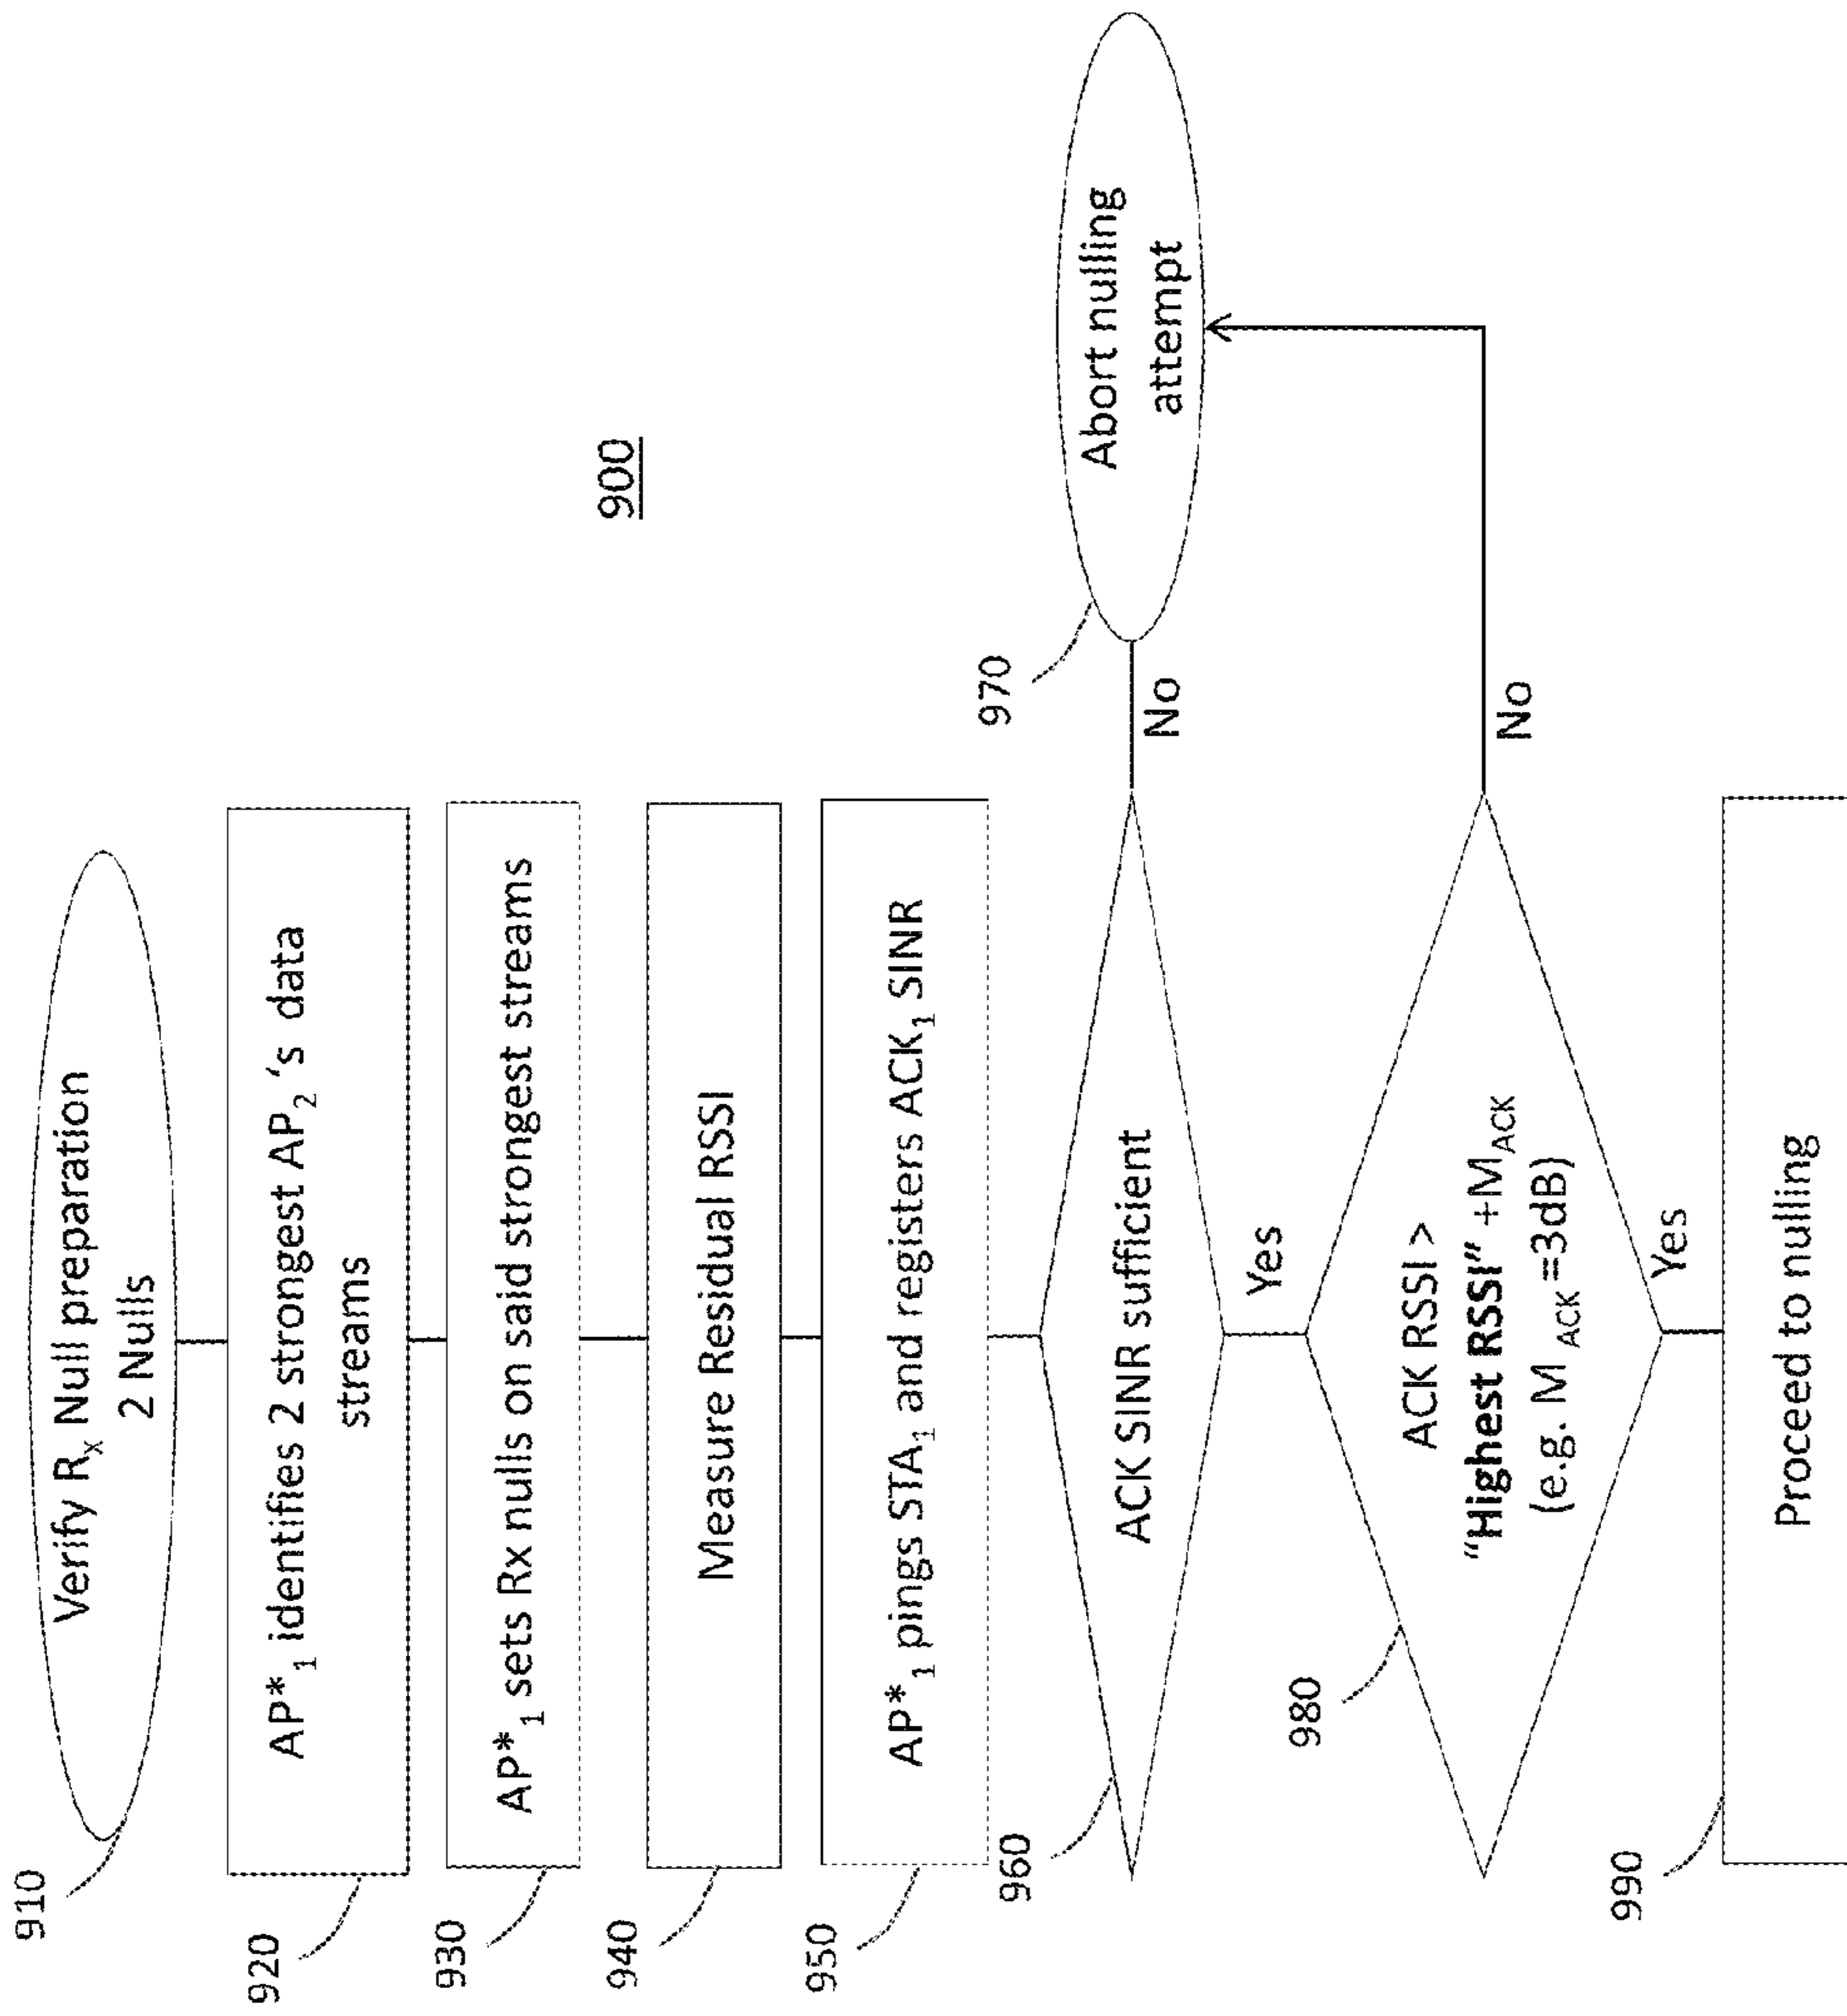 910
Verify Rₓ Null preparation
2 Nulls
920
AP*₁ identifies 2 strongest AP₂ 's data
streams
930
AP*₁ sets Rx nulls on said strongest streams
900
940
Measure Residual RSSI
950
AP*₁ pings STA₁ and registers ACK₁ SINR
960
ACK SINR sufficient
No
970
Abort nulling
attempt
Yes
980
ACK RSSI >
"Highest RSSI" +M_ACK
(e.g. M_ACK =3dB)
No
Yes
990
Proceed to nulling